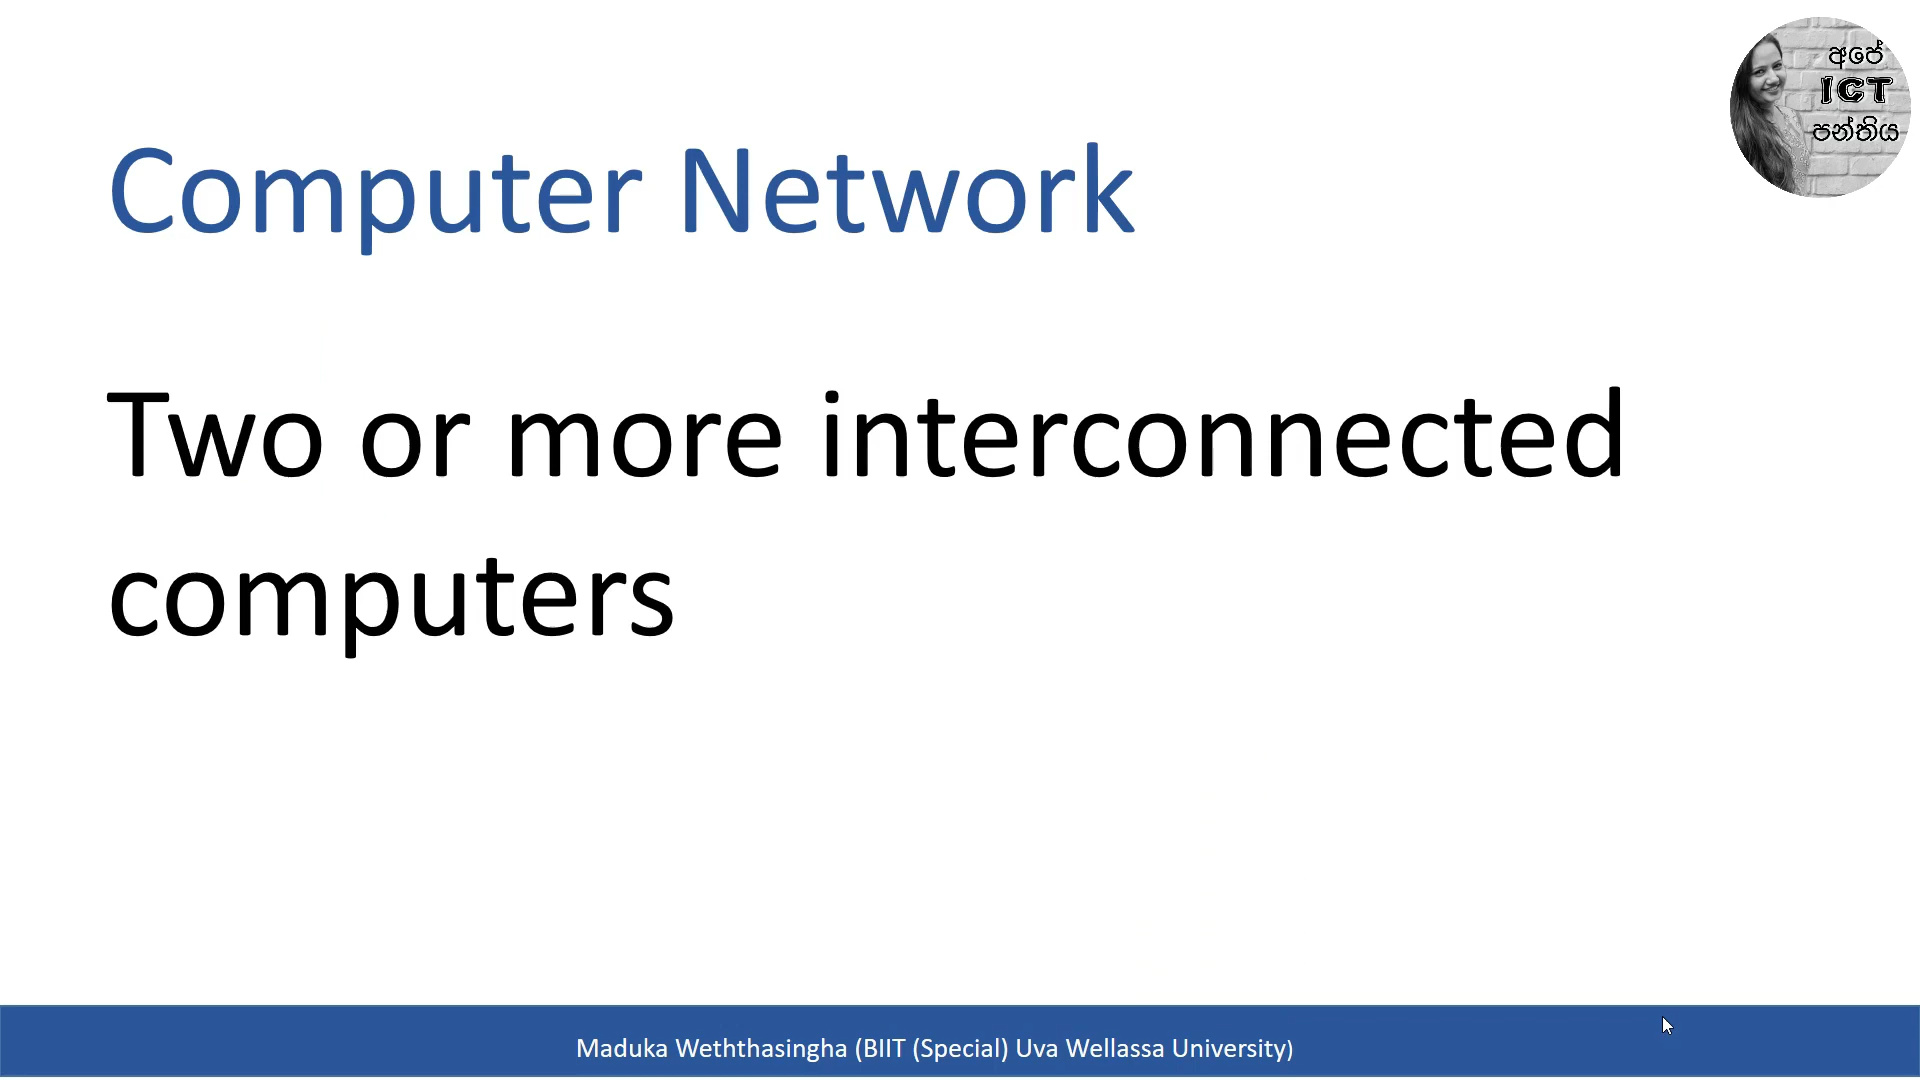 අපේ
ICT
පන්තිය
Computer Network
Two or more interconnected
computers
Maduka Weththasingha (BIIT (Special) Uva Wellassa University)